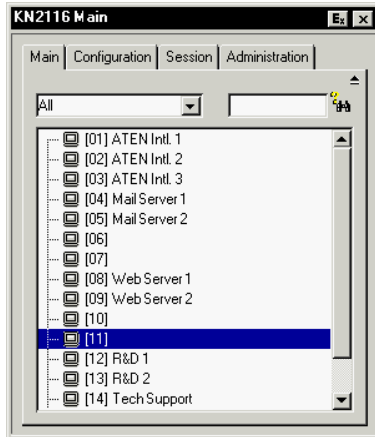 KN2116 Main
Ex
Main Configuration Session Administration
All
[01] ATEN Intl. 1
[02] ATEN Intl. 2
[03] ATEN Intl. 3
[04] Mail Server 1
[05] Mail Server 2
[06]
[07]
[08] Web Server 1
[09] Web Server 2
[10]
[11]
[12] R&D 1
[13] R&D 2
[14] Tech Support